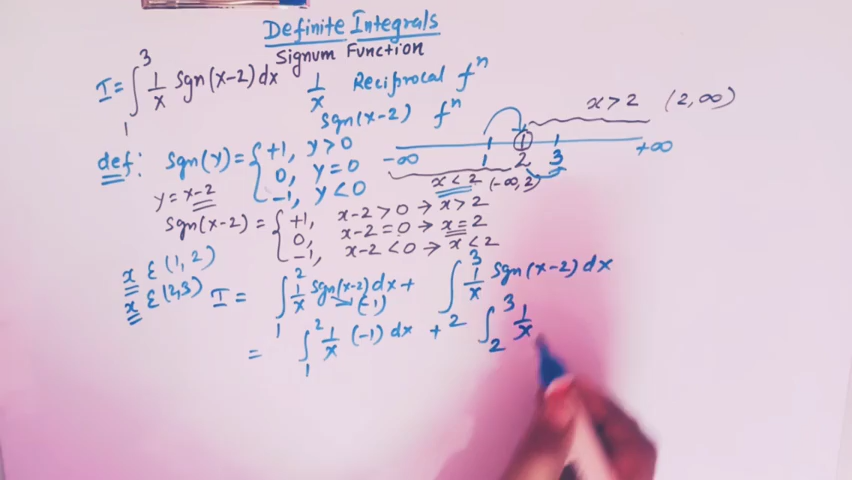 Definite Integrals
Signum Function
I = ∫₁³ 1/x Sgn(x-2) dx
1/x Reciprocal fⁿ
sgn(x-2) fⁿ
x > 2 (2, ∞)
-∞ 1 2 3 +∞
x < 2 (-∞, 2)
def: Sgn(y) = { +1, y > 0
0, y = 0
-1, y < 0
y = x-2
Sgn(x-2) = { +1, x-2 > 0 → x > 2
0, x-2 = 0 → x = 2
-1, x-2 < 0 → x < 2
x ε (1, 2)
x ε (2, 3)
I = ∫₁² 1/x Sgn(x-2) dx + ∫₂³ 1/x Sgn(x-2) dx
→ (-1)
= ∫₁² 1/x (-1) dx + ∫₂³ 1/x